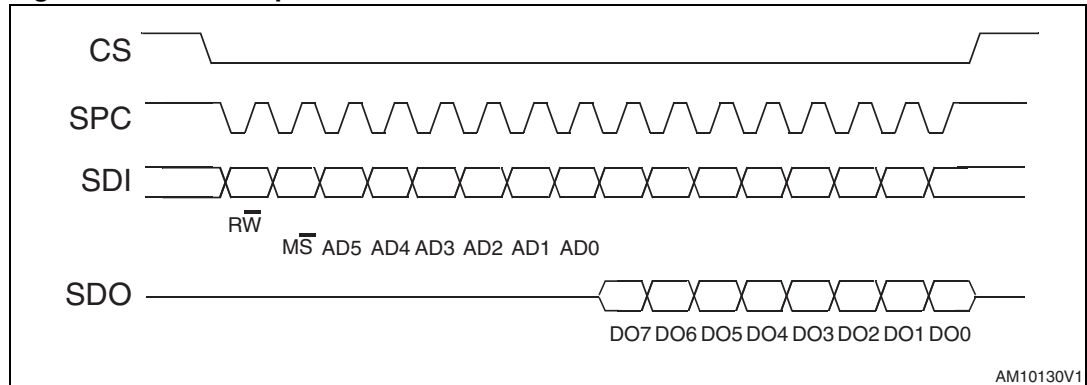 CS
SPC
SDI
RW
MS AD5 AD4 AD3 AD2 AD1 AD0
SDO
DO7 DO6 DO5 DO4 DO3 DO2 DO1 DO0
AM10130V1